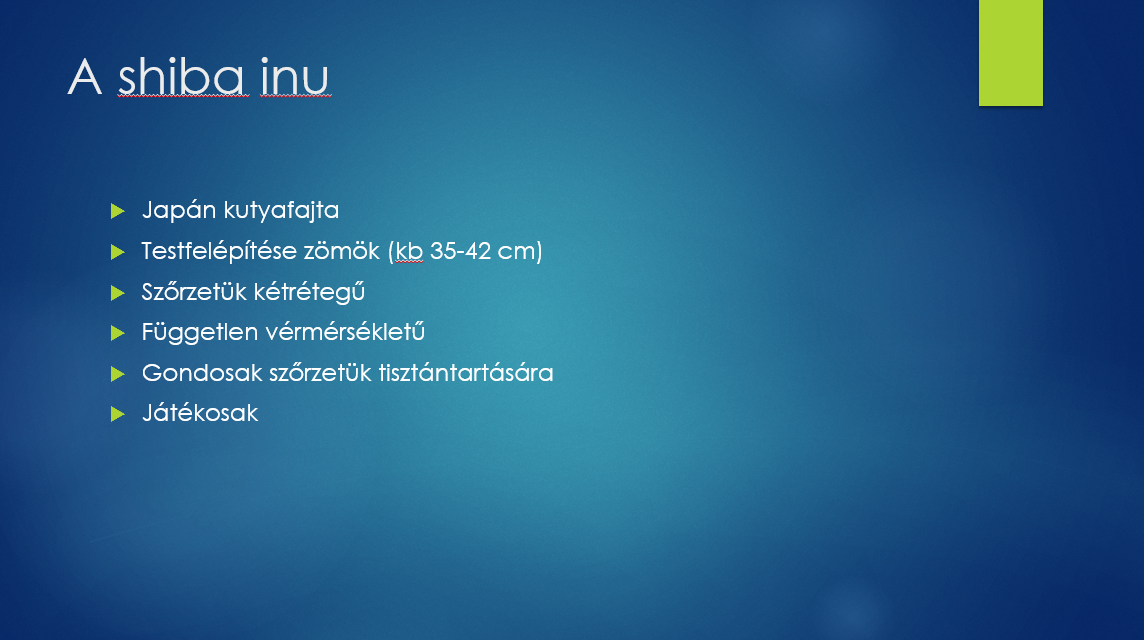 A shiba inu
Japán kutyafajta
Testfelépítése zömök (kb 35-42 cm)
Szőrzetük kétrétegű
Független vérmérsékletű
Gondosak szőrzetük tisztántartására
Játékosak